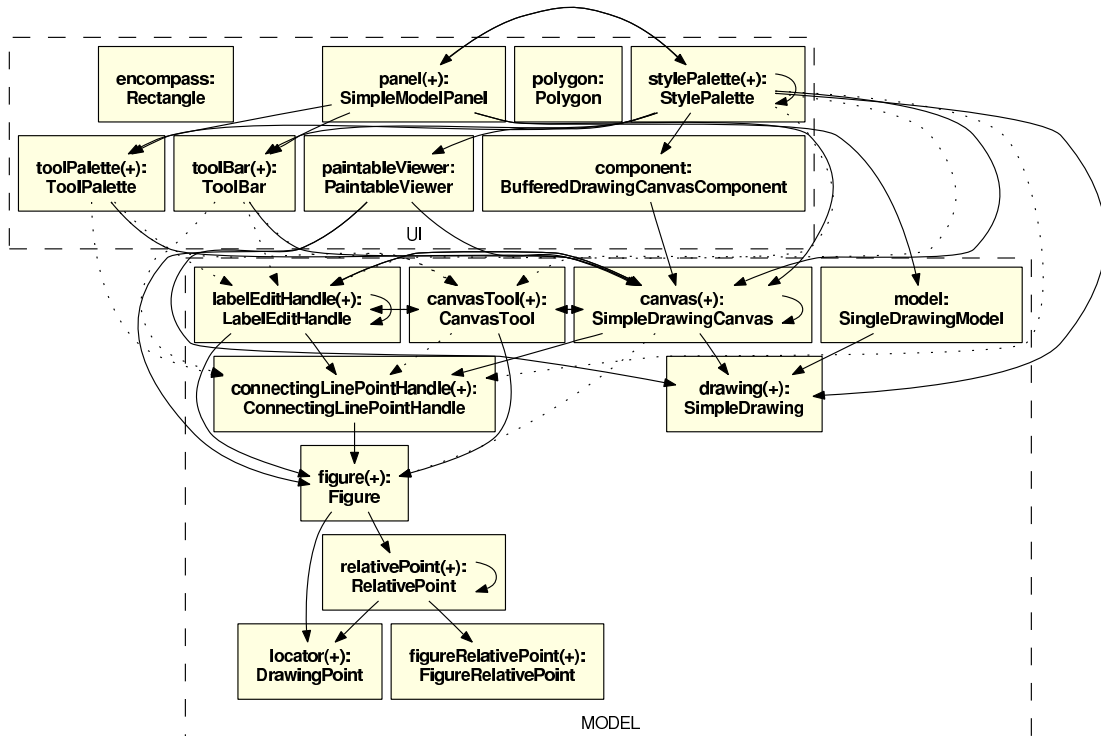 encompass:
Rectangle
panel(+):
SimpleModelPanel
polygon:
Polygon
stylePalette(+):
StylePalette
toolPalette(+):
ToolPalette
toolBar(+):
ToolBar
paintableViewer:
PaintableViewer
component:
BufferedDrawingCanvasComponent
UI
labelEditHandle(+):
LabelEditHandle
canvasTool(+):
CanvasTool
canvas(+):
SimpleDrawingCanvas
model:
SingleDrawingModel
connectingLinePointHandle(+):
ConnectingLinePointHandle
drawing(+):
SimpleDrawing
figure(+):
Figure
relativePoint(+):
RelativePoint
locator(+):
DrawingPoint
figureRelativePoint(+):
FigureRelativePoint
MODEL